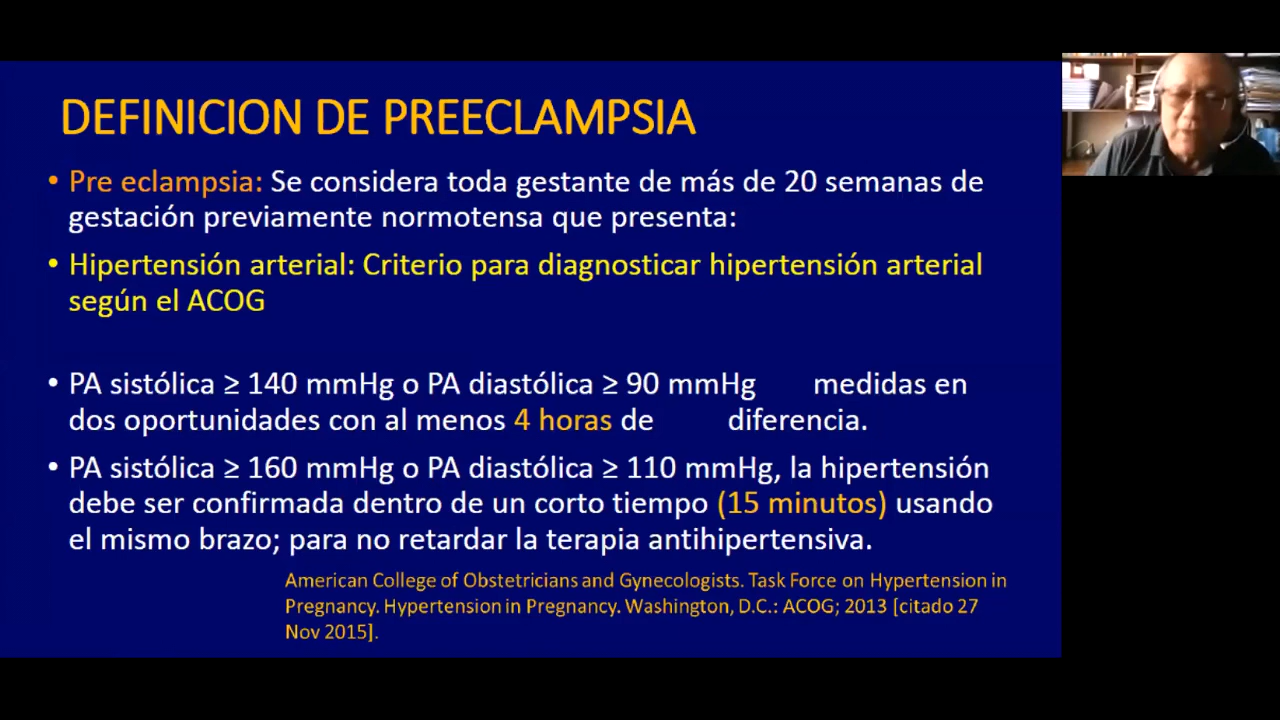 DEFINICION DE PREECLAMPSIA
• Pre eclampsia: Se considera toda gestante de más de 20 semanas de
gestación previamente normotensa que presenta:
• Hipertensión arterial: Criterio para diagnosticar hipertensión arterial
según el ACOG
• PA sistólica ≥ 140 mmHg o PA diastólica ≥ 90 mmHg medidas en
dos oportunidades con al menos 4 horas de diferencia.
• PA sistólica ≥ 160 mmHg o PA diastólica ≥ 110 mmHg, la hipertensión
debe ser confirmada dentro de un corto tiempo (15 minutos) usando
el mismo brazo; para no retardar la terapia antihipertensiva.
American College of Obstetricians and Gynecologists. Task Force on Hypertension in
Pregnancy. Hypertension in Pregnancy. Washington, D.C.: ACOG; 2013 [citado 27
Nov 2015].